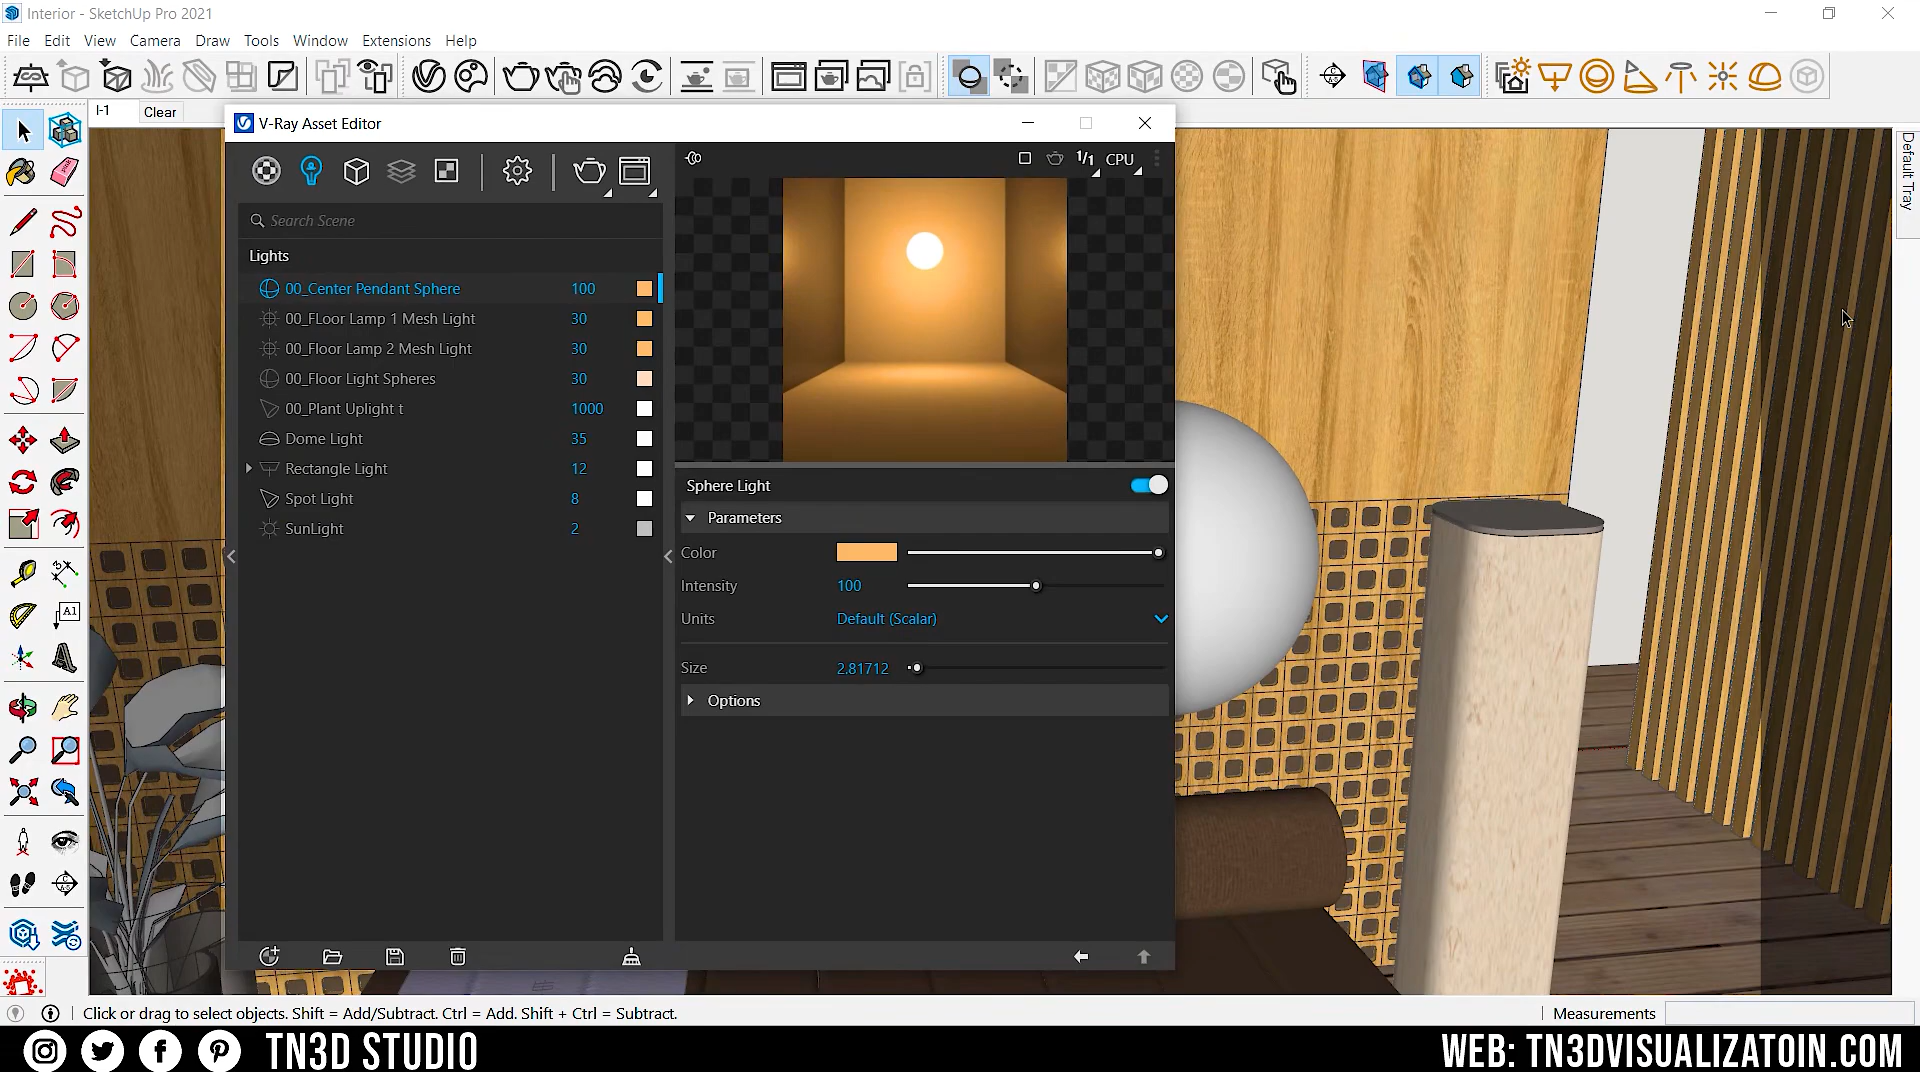 Interior - SketchUp Pro 2021
File Edit View Camera Draw Tools Window Extensions Help
I-1 Clear
Default Tray
V-Ray Asset Editor
1/1 CPU
Search Scene
Lights
00_Center Pendant Sphere 100
00_FLoor Lamp 1 Mesh Light 30
00_Floor Lamp 2 Mesh Light 30
00_Floor Light Spheres 30
00_Plant Uplight t 1000
Dome Light 35
Rectangle Light 12
Spot Light 8
SunLight 2
Sphere Light
Parameters
Color
Intensity 100
Units Default (Scalar)
Size 2.81712
Options
A1
Click or drag to select objects. Shift = Add/Subtract. Ctrl = Add. Shift + Ctrl = Subtract.
Measurements
TN3D STUDIO
WEB: TN3DVISUALIZATOIN.COM